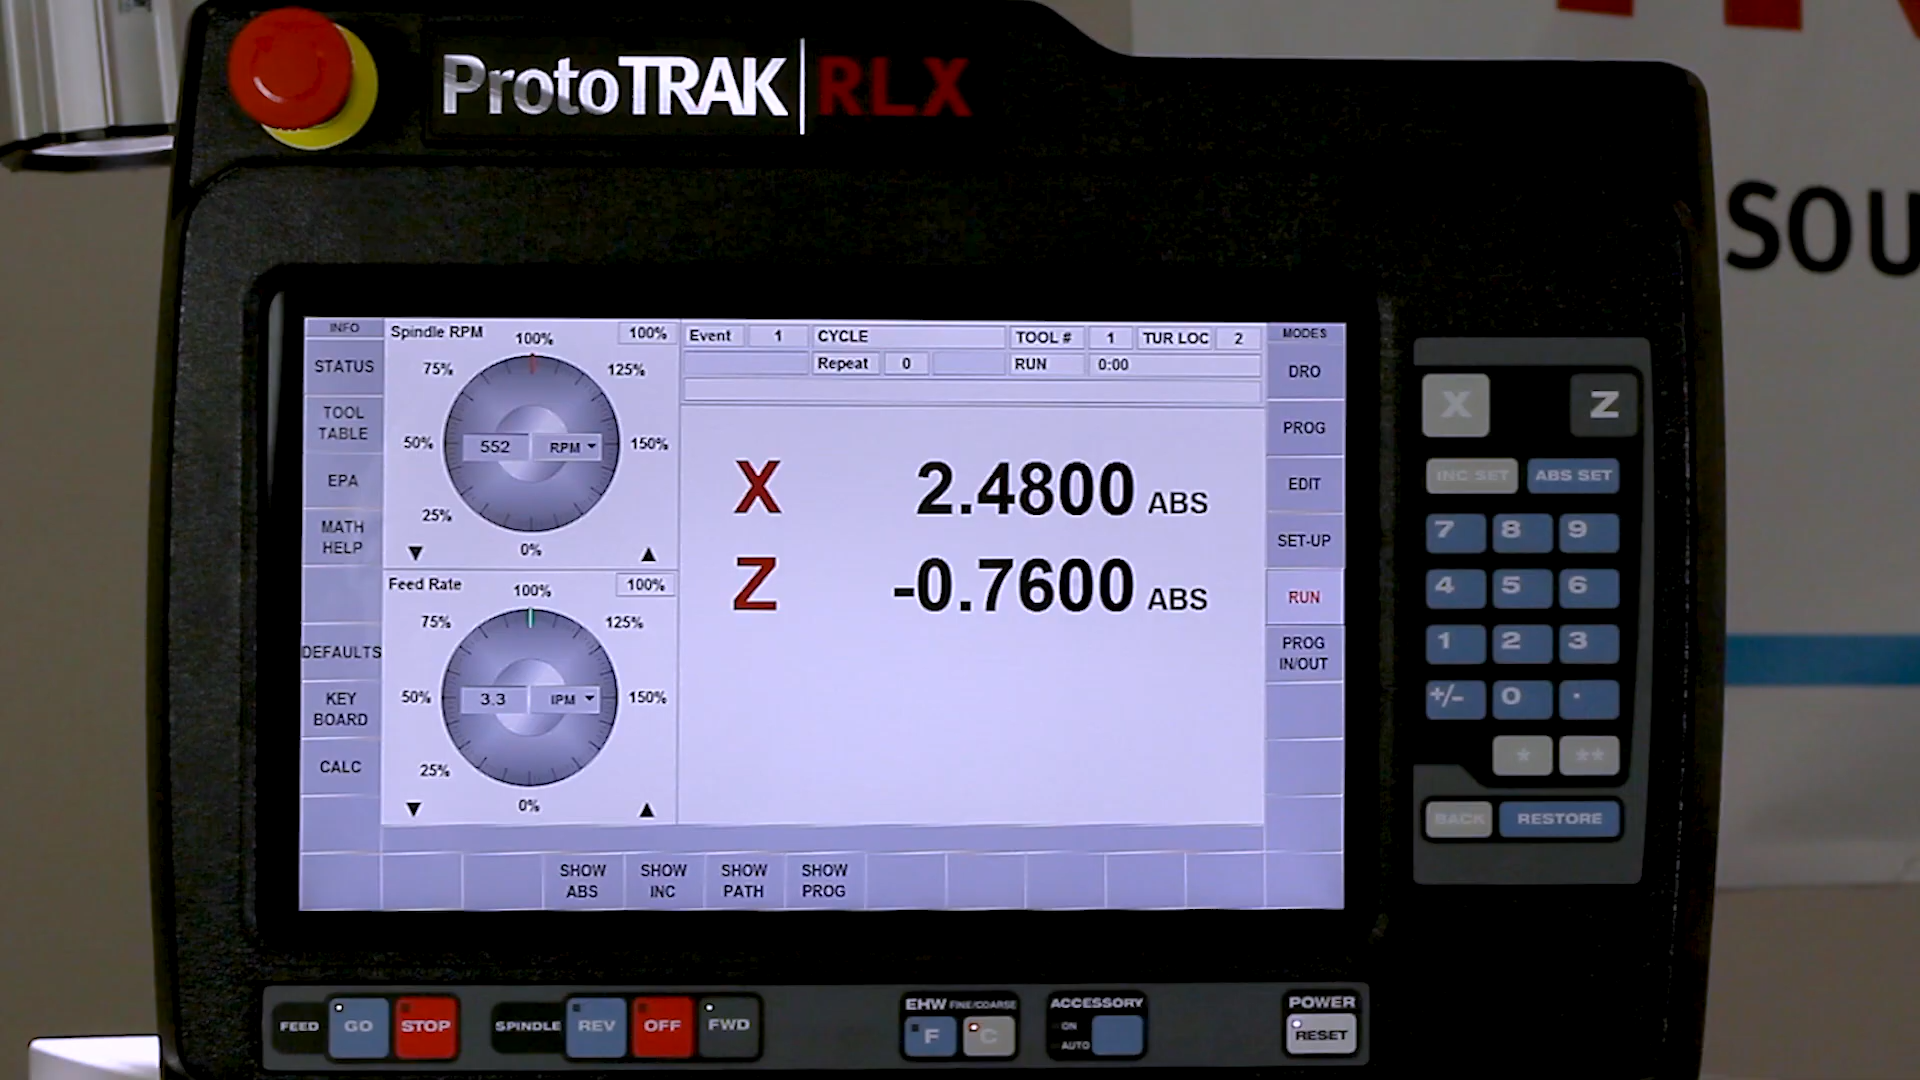 ProtoTRAK RLX
SOU
INFO
STATUS
TOOL
TABLE
EPA
MATH
HELP
DEFAULTS
KEY
BOARD
CALC
Spindle RPM 100%
100%
75% 125%
50% 552 RPM 150%
25%
0%
Feed Rate 100%
100%
75% 125%
50% 3.3 IPM 150%
25%
0%
Event 1 CYCLE TOOL # 1 TUR LOC 2
Repeat 0 RUN 0:00
X 2.4800 ABS
Z -0.7600 ABS
MODES
DRO
PROG
EDIT
SET-UP
RUN
PROG
IN/OUT
SHOW
ABS
SHOW
INC
SHOW
PATH
SHOW
PROG
X Z
INC SET ABS SET
7 8 9
4 5 6
1 2 3
+/- 0 .
* **
BACK RESTORE
FEED GO STOP
SPINDLE REV OFF FWD
EHW FINE/COARSE
F C
ACCESSORY
ON
AUTO
POWER
RESET